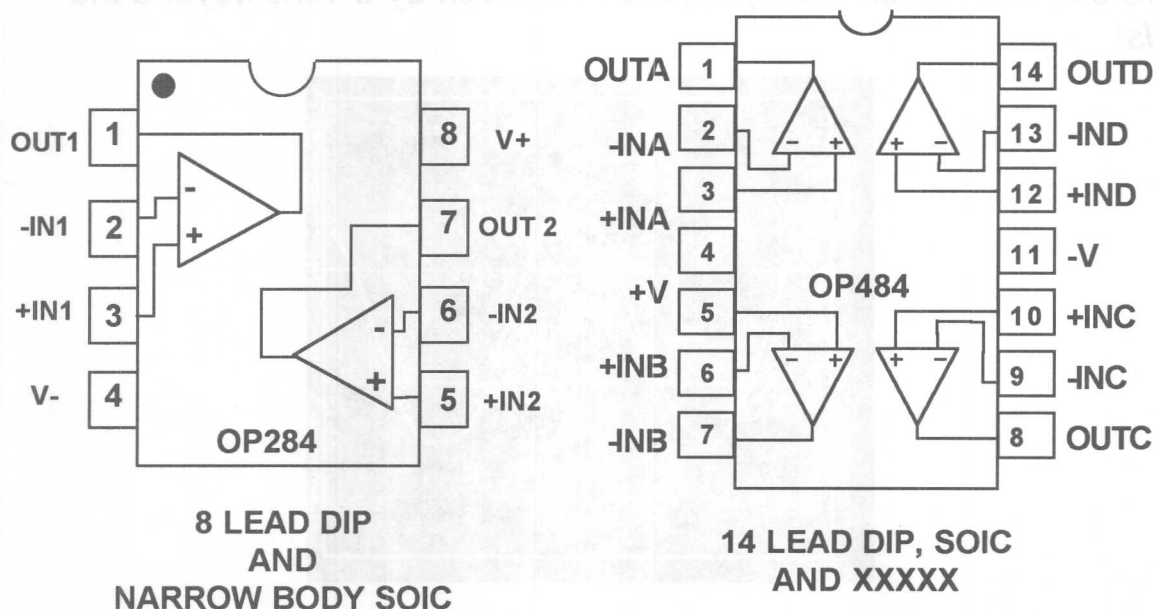 OUT1 1
-IN1 2
+IN1 3
V- 4
8 V+
7 OUT 2
6 -IN2
5 +IN2
- +
- +
OP284
8 LEAD DIP
AND
NARROW BODY SOIC
OUTA 1
-INA 2
+INA 3
4
+V 5
+INB 6
-INB 7
14 OUTD
13 -IND
12 +IND
11 -V
10 +INC
9 -INC
8 OUTC
- + + -
OP484
- + + -
14 LEAD DIP, SOIC
AND XXXXX